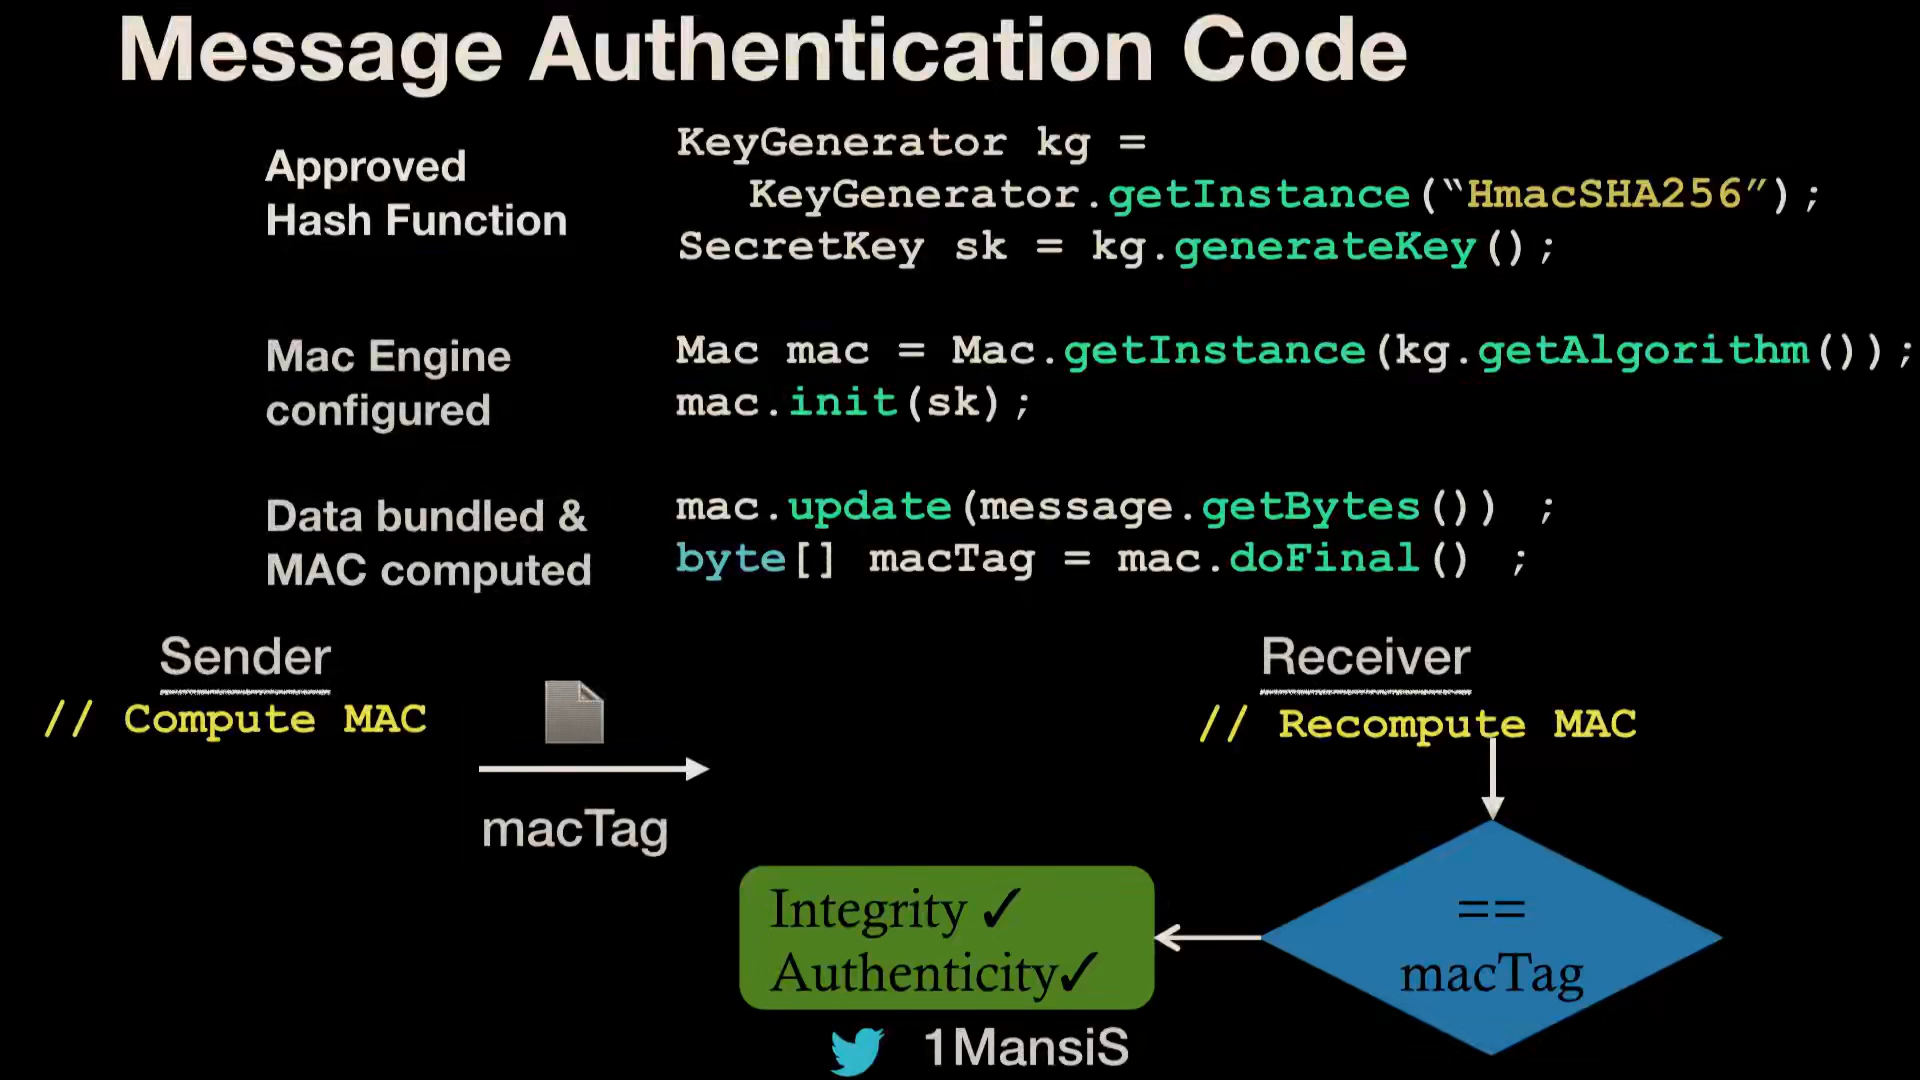 Message Authentication Code
Approved
Hash Function
KeyGenerator kg =
KeyGenerator.getInstance(“HmacSHA256”);
SecretKey sk = kg.generateKey();
Mac Engine
configured
Mac mac = Mac.getInstance(kg.getAlgorithm());
mac.init(sk);
Data bundled &
MAC computed
mac.update(message.getBytes()) ;
byte[] macTag = mac.doFinal() ;
Sender
// Compute MAC
macTag
Receiver
// Recompute MAC
==
macTag
Integrity ✓
Authenticity✓
1MansiS